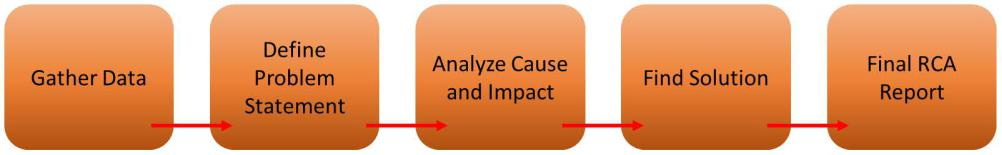 Gather Data
Define
Problem
Statement
Analyze Cause
and Impact
Find Solution
Final RCA
Report